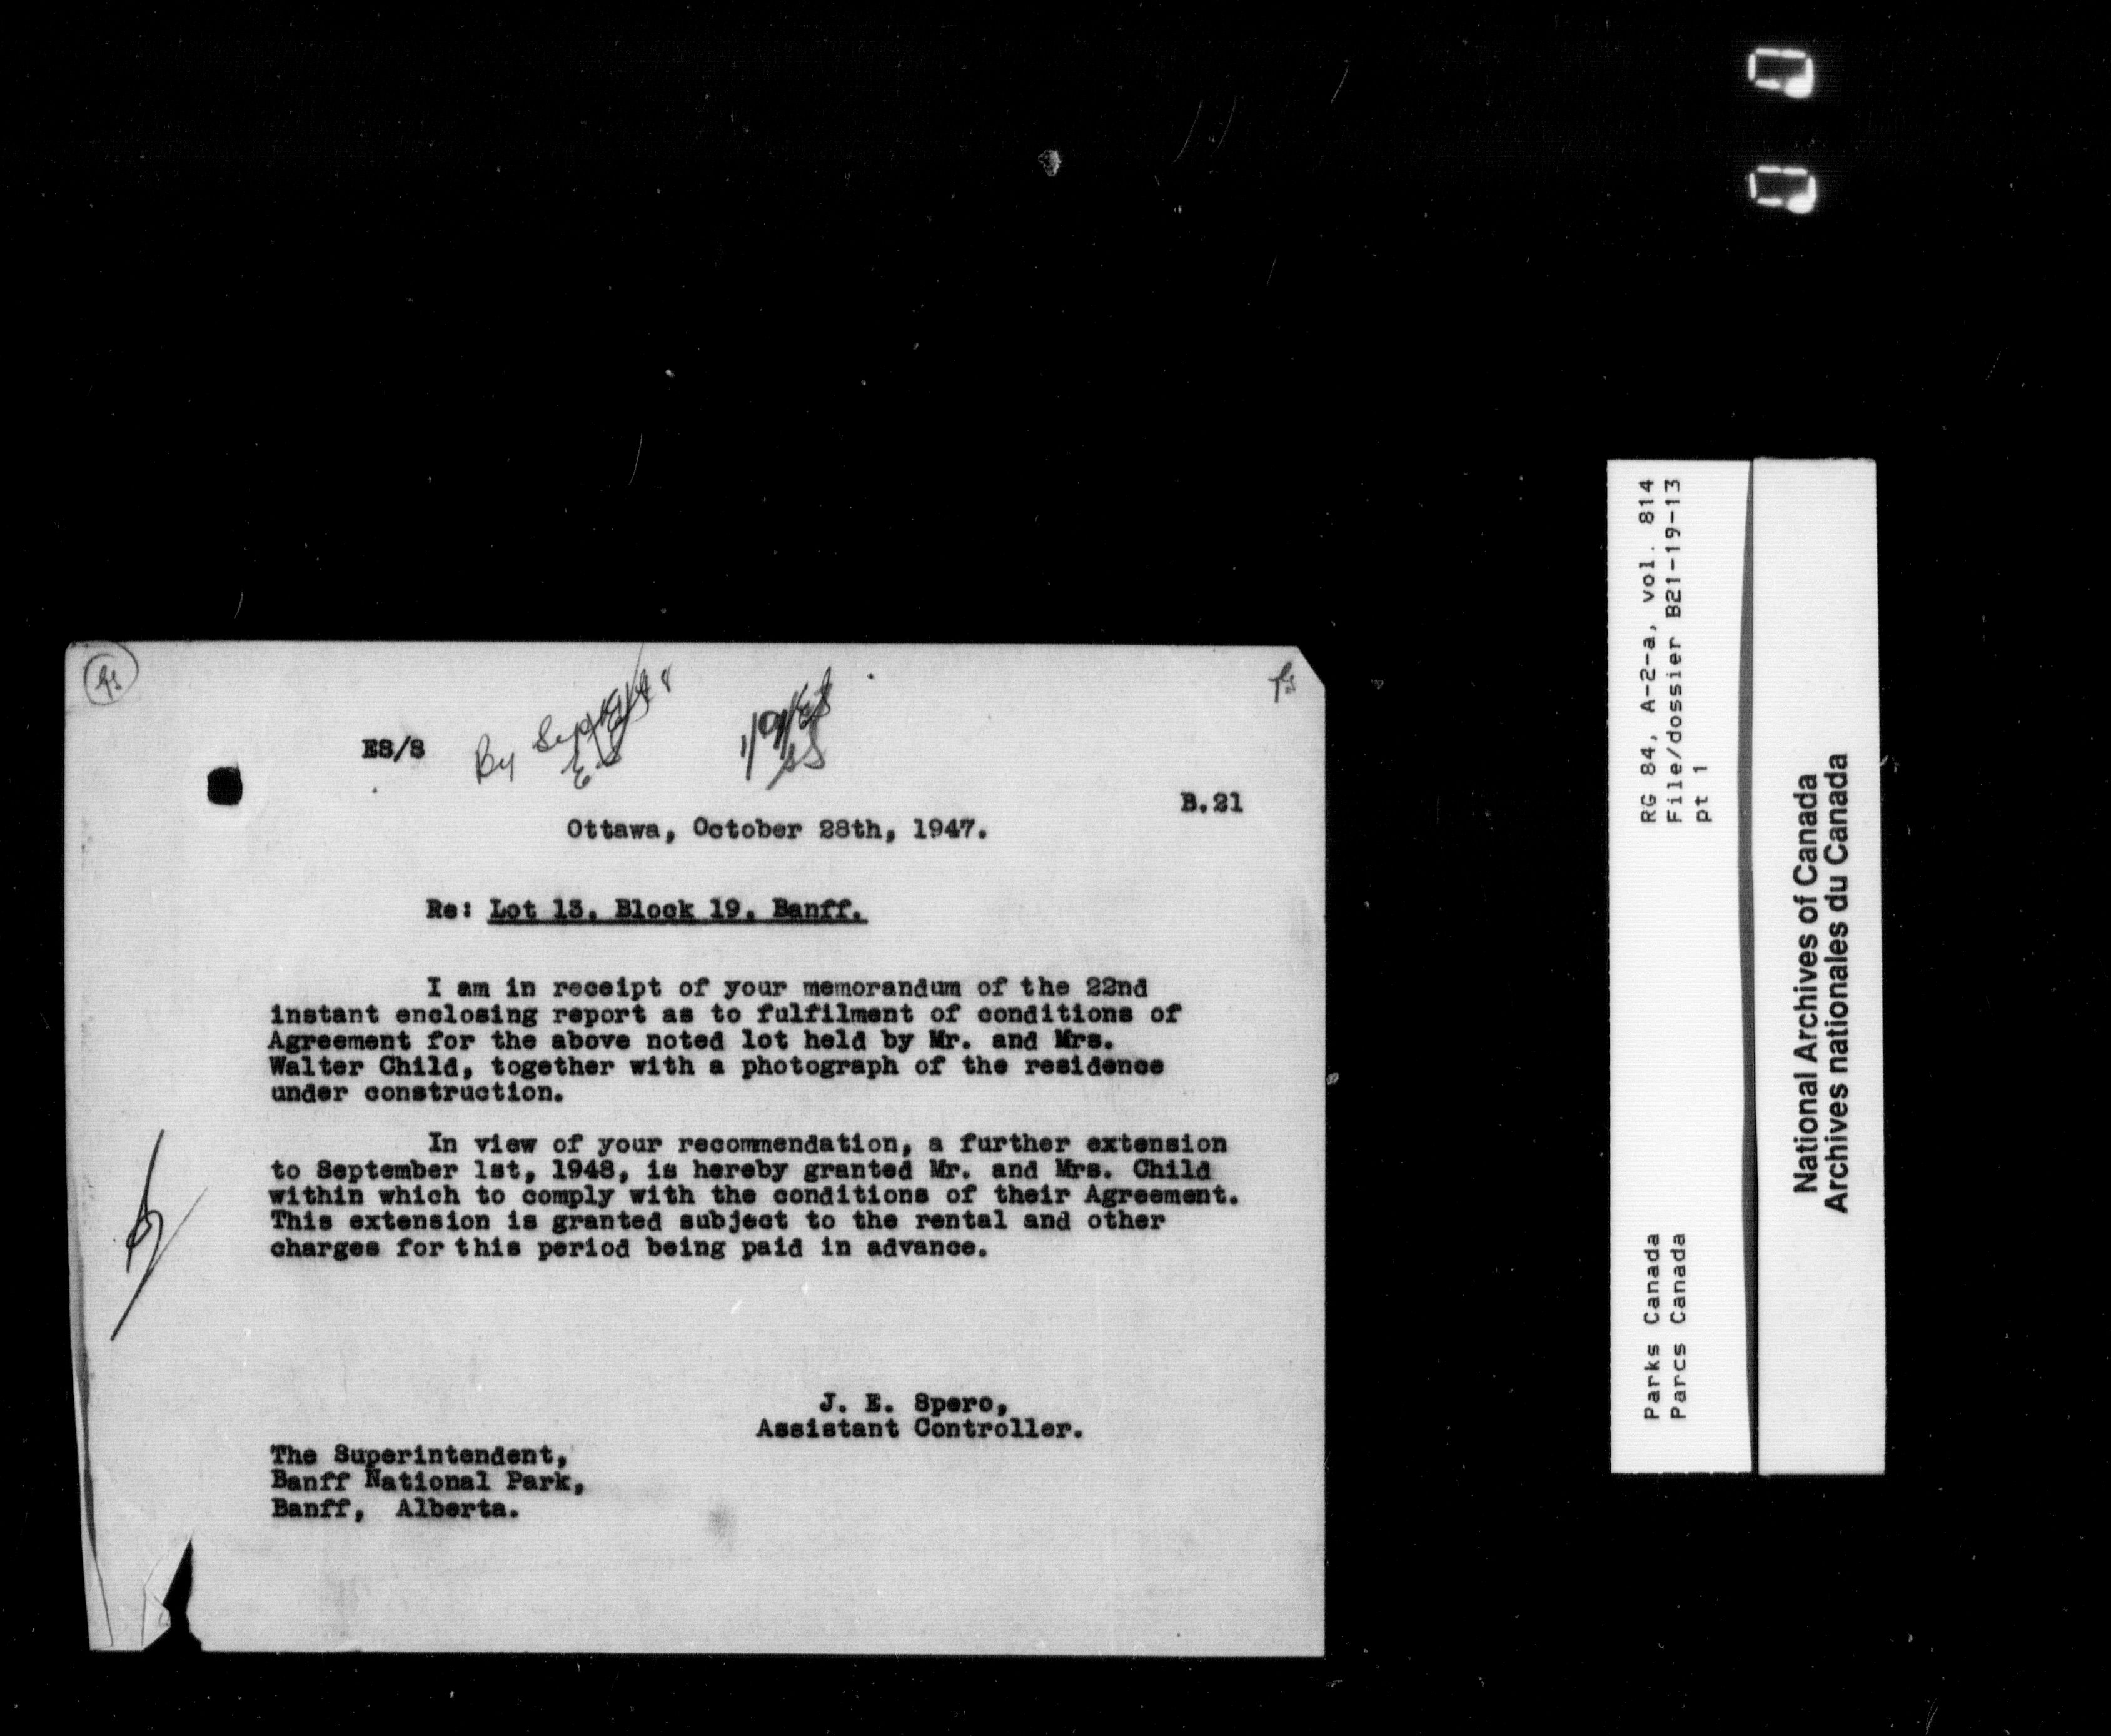 ES/S
By Sept
B.21
Ottawa, October 28th, 1947.
Re: Lot 13, Block 19, Banff.
I am in receipt of your memorandum of the 22nd
instant enclosing report as to fulfilment of conditions of
Agreement for the above noted lot held by Mr. and Mrs.
Walter Child, together with a photograph of the residence
under construction.
In view of your recommendation, a further extension
to September 1st, 1948, is hereby granted Mr. and Mrs. Child
within which to comply with the conditions of their Agreement.
This extension is granted subject to the rental and other
charges for this period being paid in advance.
J. E. Spero,
Assistant Controller.
The Superintendent,
Banff National Park,
Banff, Alberta.
RG 84, A-2-a, vol. 814
File/dossier B21-19-13
pt 1
Parks Canada
Parcs Canada
National Archives of Canada
Archives nationales du Canada